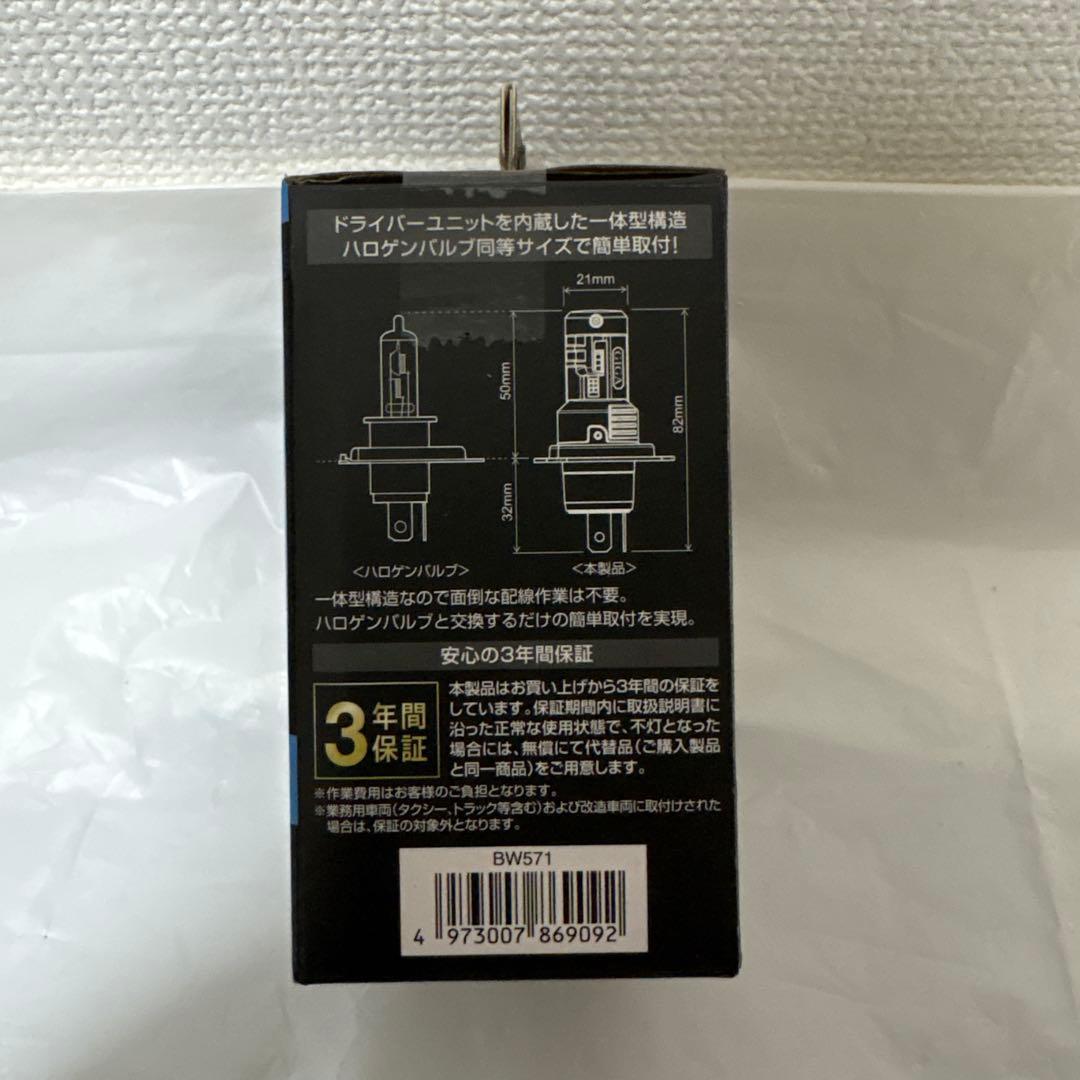 ドライバーユニットを内蔵した一体型構造
ハロゲンバルブ同等サイズで簡単取付!
21mm
50mm
GIGA
82mm
32mm
<ハロゲンバルブ>
<本製品>
一体型構造なので面倒な配線作業は不要。
ハロゲンバルブと交換するだけの簡単取付を実現。
安心の3年間保証
3年間
保証
本製品はお買い上げから3年間の保証を
しています。保証期間内に取扱説明書に
沿った正常な使用状態で、不灯となった
場合には、無償にて代替品(ご購入製品
と同一商品)をご用意します。
※作業費用はお客様のご負担となります。
※業務用車両(タクシー、トラック等含む)および改造車両に取付けされた
場合は、保証の対象外となります。
BW571
4 973007 869092